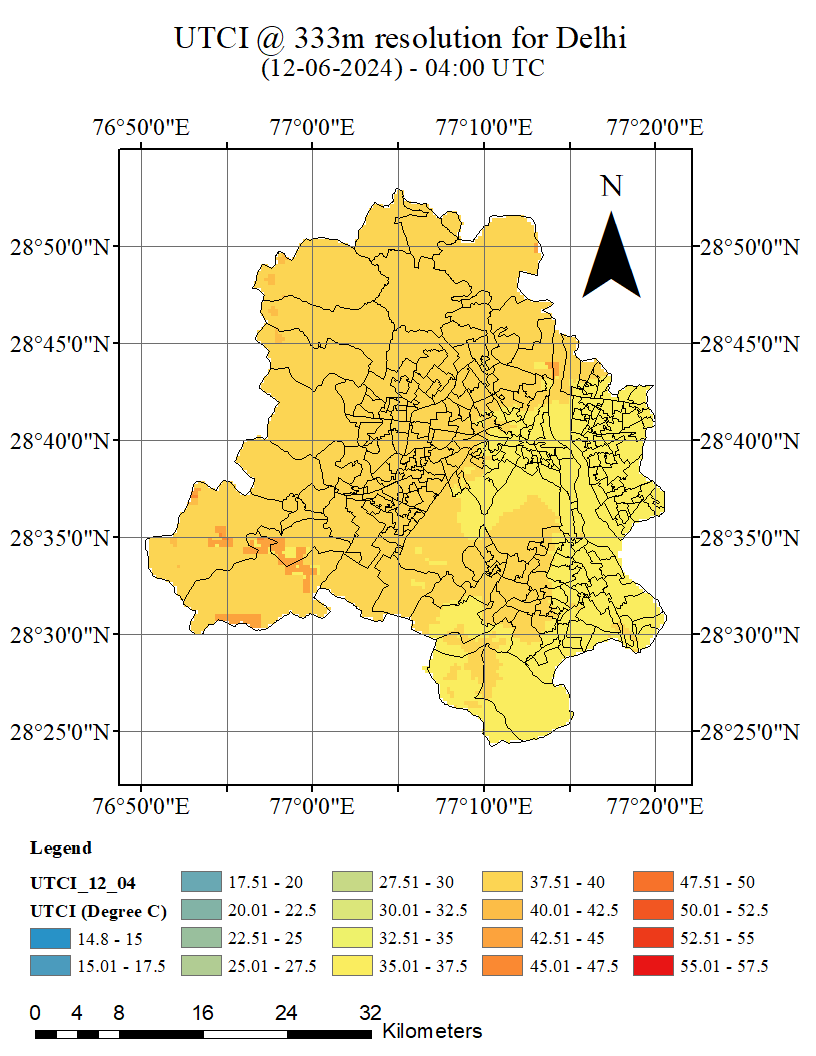 UTCI @ 333m resolution for Delhi
(12-06-2024) - 04:00 UTC
76°50'0"E 77°0'0"E 77°10'0"E 77°20'0"E
N
28°50'0"N 28°50'0"N
28°45'0"N 28°45'0"N
28°40'0"N 28°40'0"N
28°35'0"N 28°35'0"N
28°30'0"N 28°30'0"N
28°25'0"N 28°25'0"N
76°50'0"E 77°0'0"E 77°10'0"E 77°20'0"E
Legend
UTCI_12_04 17.51 - 20 27.51 - 30 37.51 - 40 47.51 - 50
UTCI (Degree C) 20.01 - 22.5 30.01 - 32.5 40.01 - 42.5 50.01 - 52.5
14.8 - 15 22.51 - 25 32.51 - 35 42.51 - 45 52.51 - 55
15.01 - 17.5 25.01 - 27.5 35.01 - 37.5 45.01 - 47.5 55.01 - 57.5
0 4 8 16 24 32
Kilometers